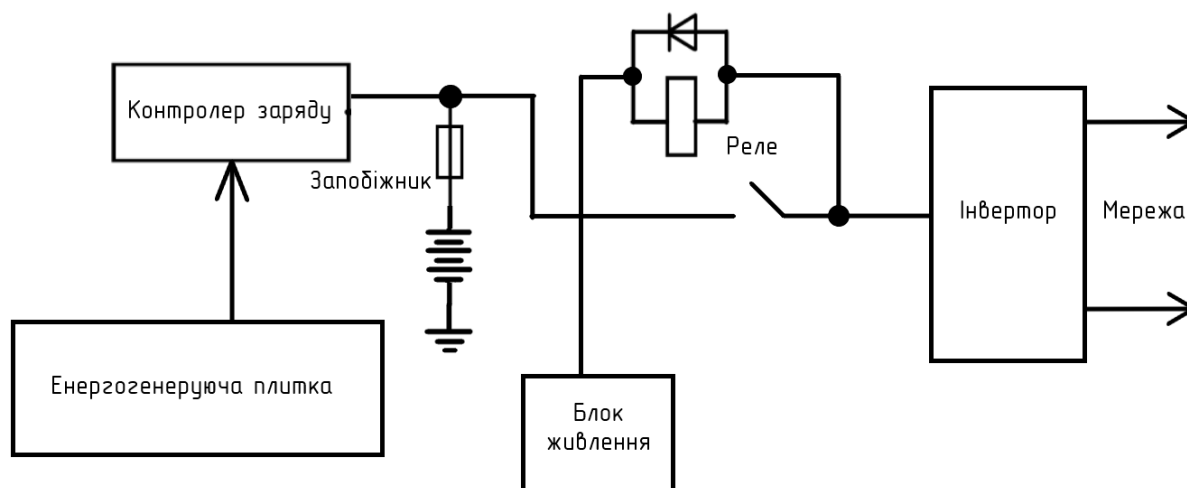 Контролер заряду
Запобіжник
Реле
Інвертор
Мережа
Енергогенеруюча плитка
Блок
живлення